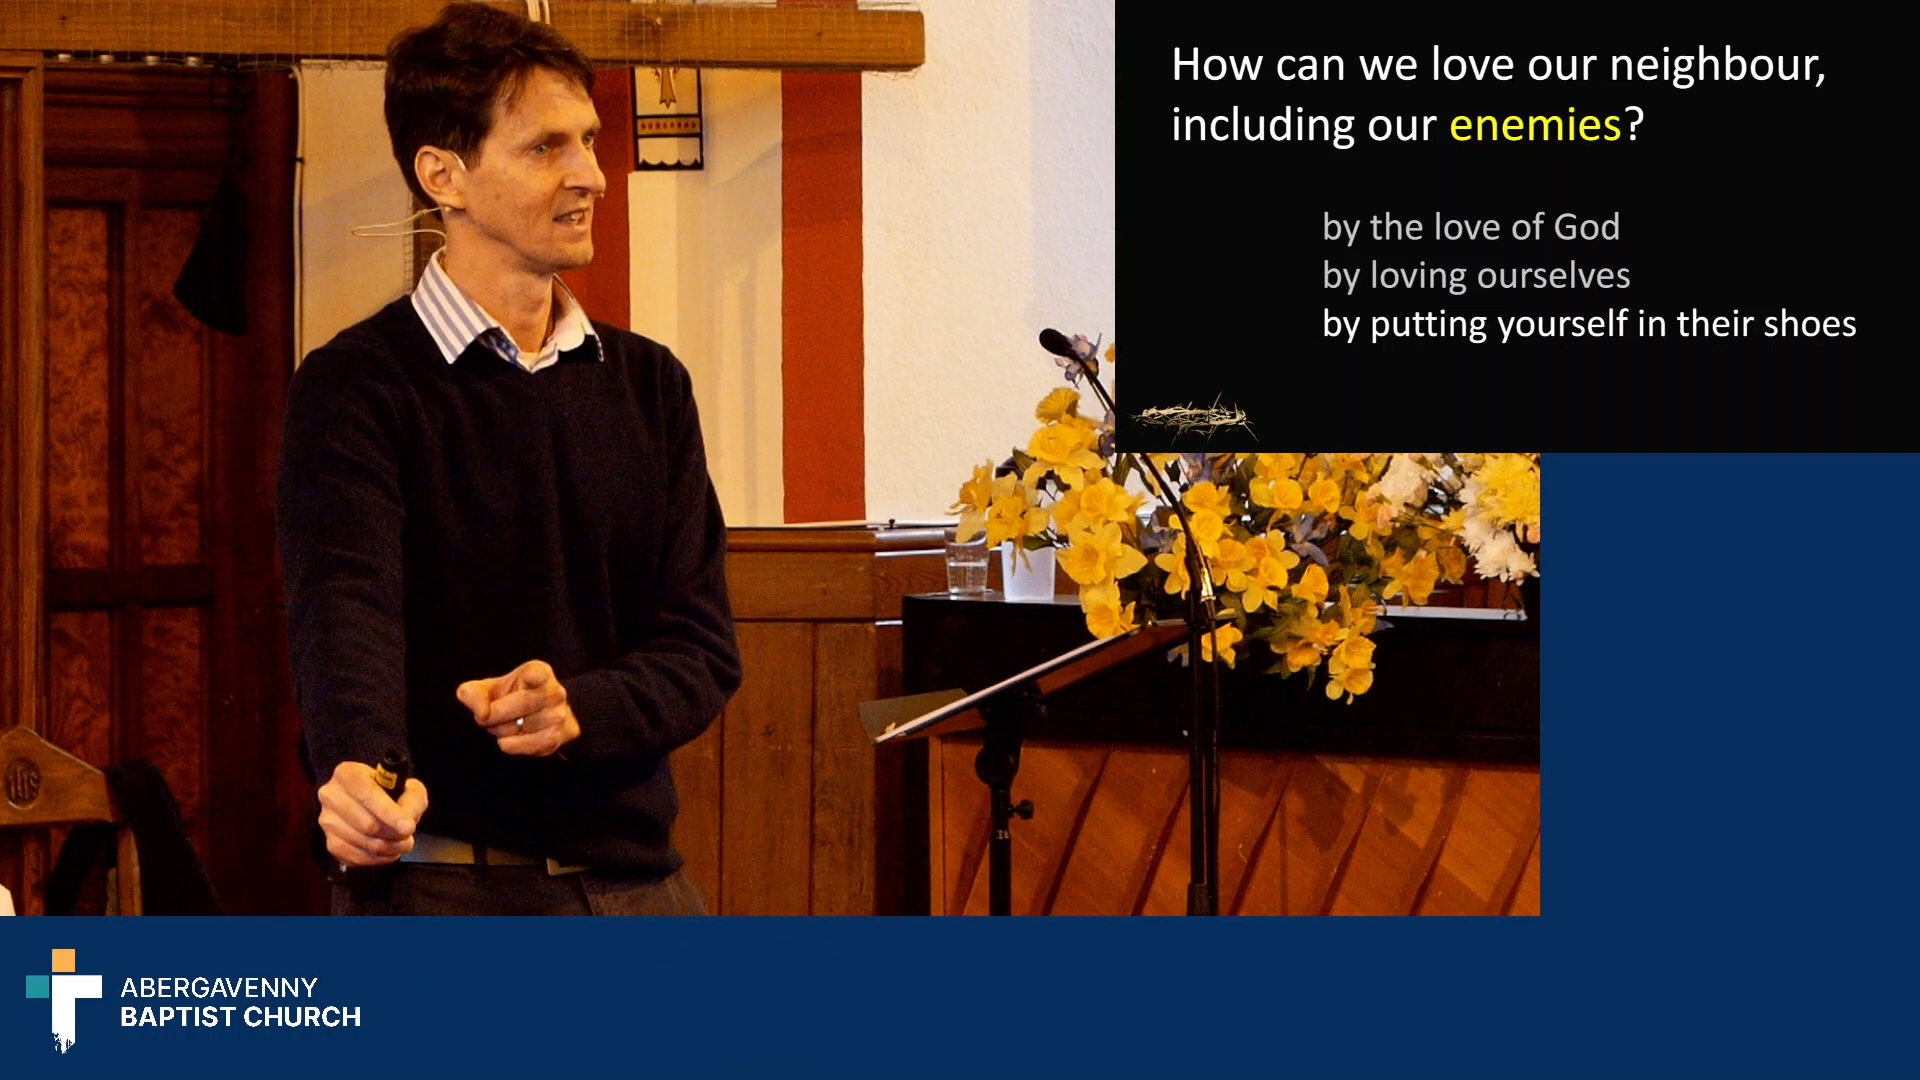 How can we love our neighbour,
including our enemies?
by the love of God
by loving ourselves
by putting yourself in their shoes
IHS
ABERGAVENNY
BAPTIST CHURCH